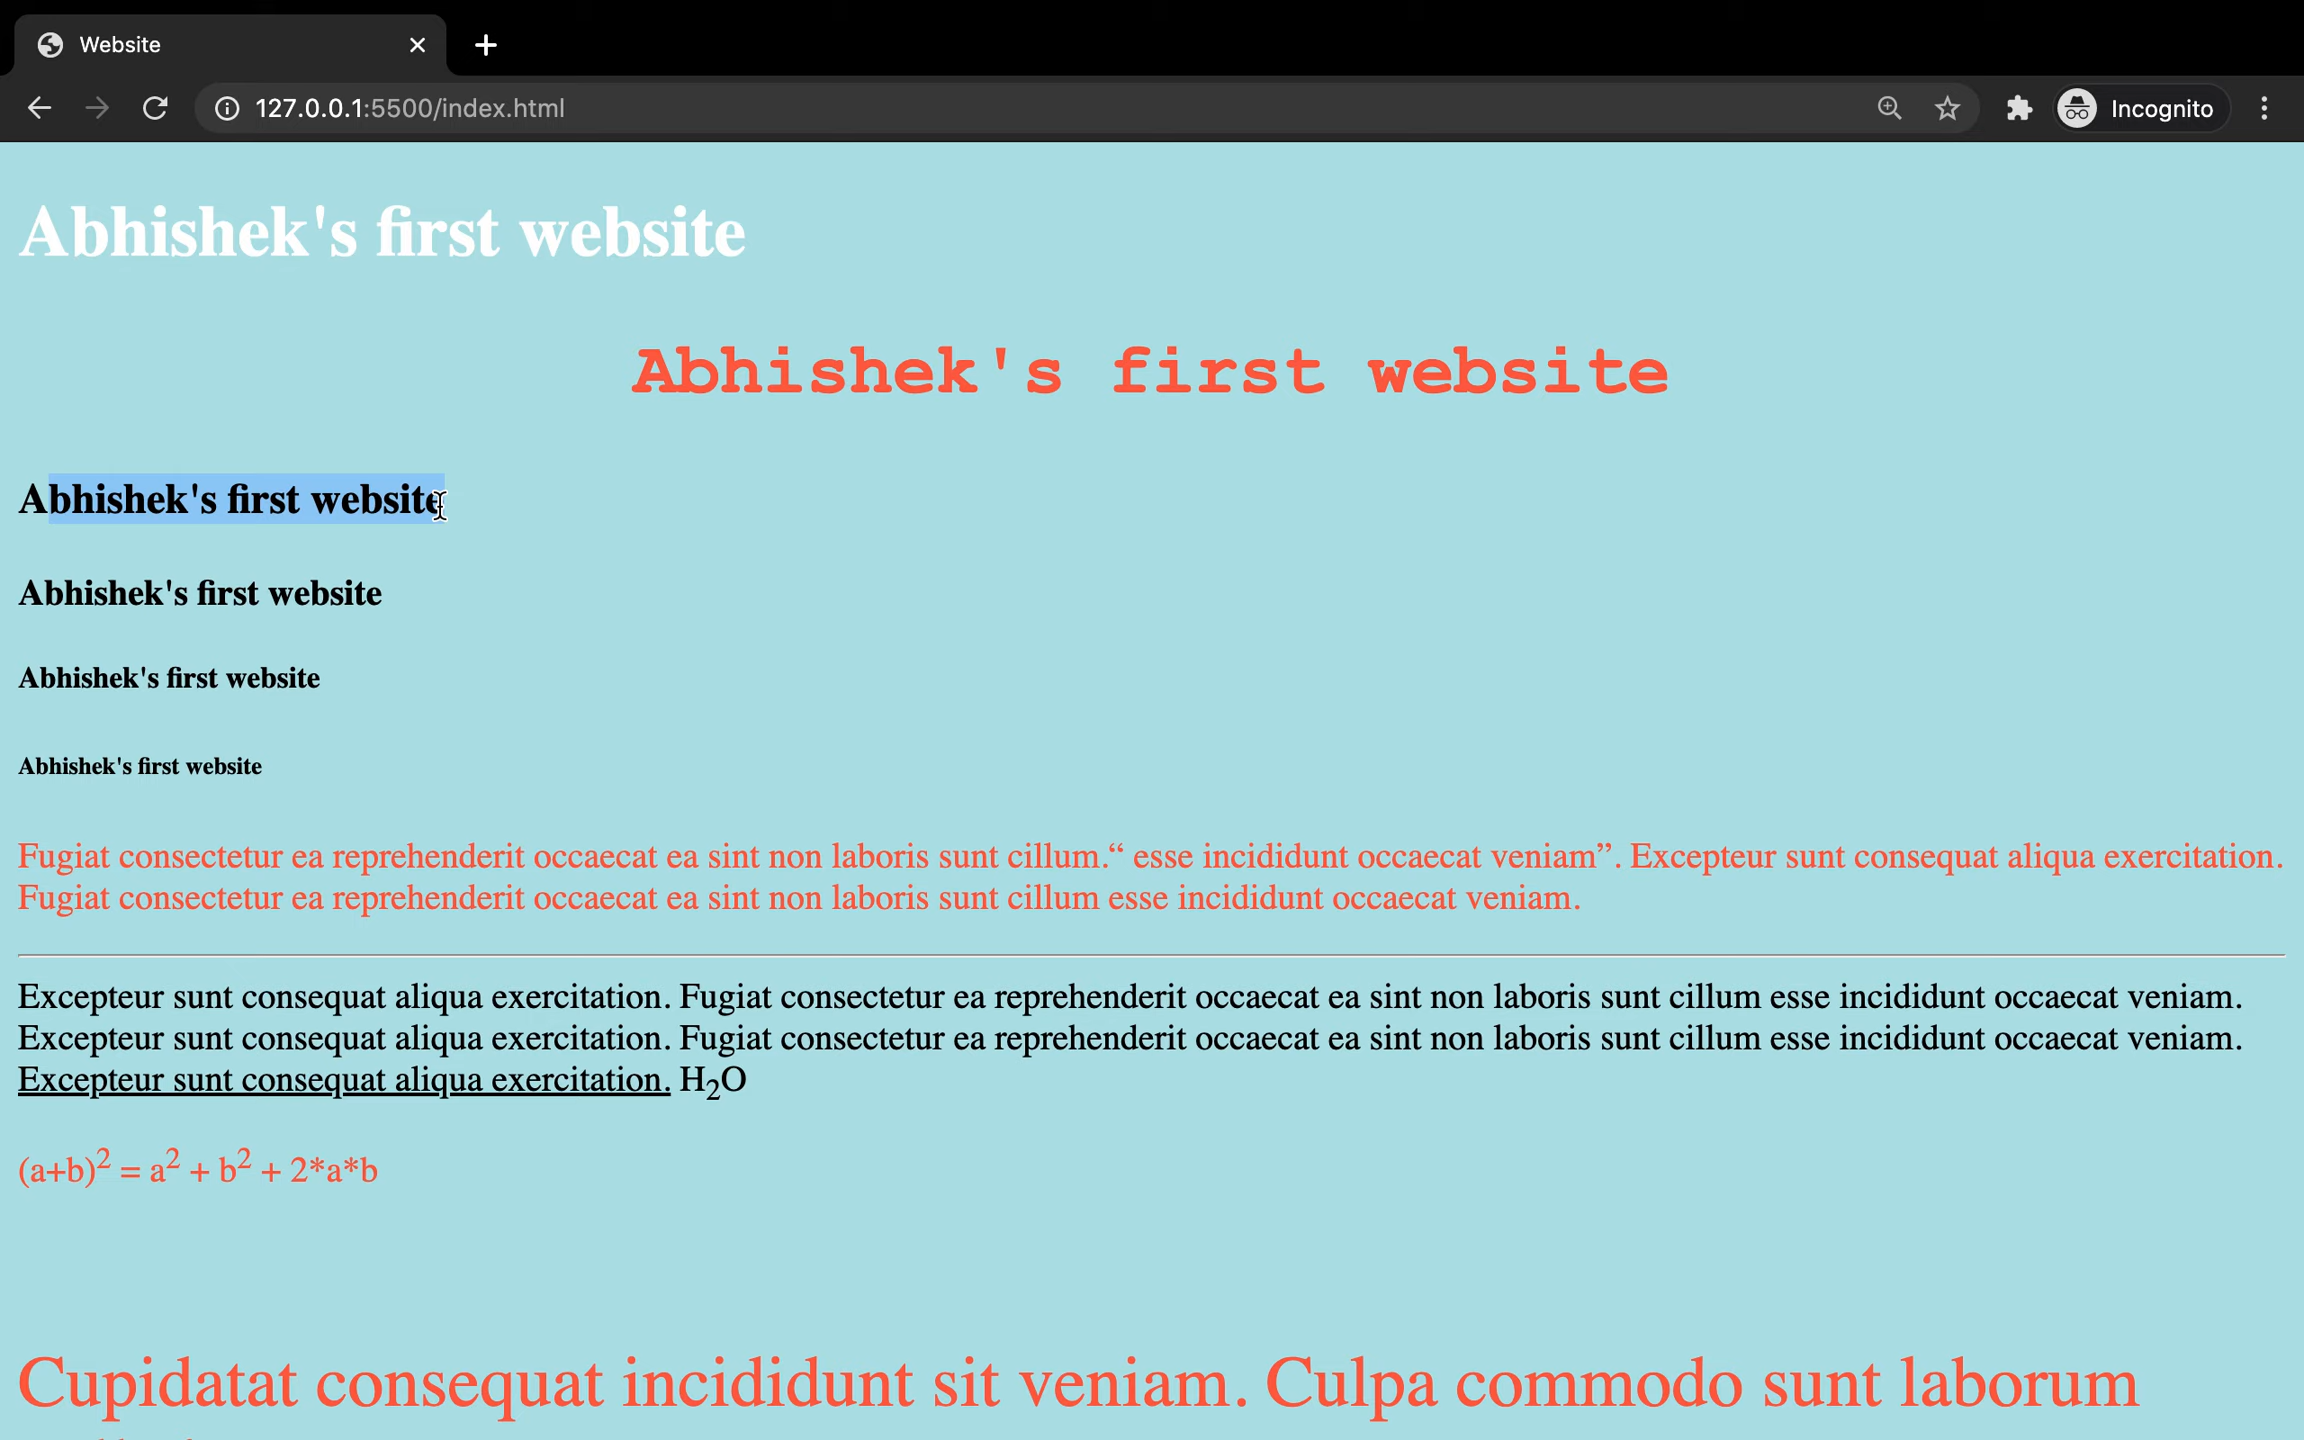 Website
127.0.0.1:5500/index.html
Incognito
Abhishek's first website
Abhishek's first website
Abhishek's first website
Abhishek's first website
Abhishek's first website
Abhishek's first website
Fugiat consectetur ea reprehenderit occaecat ea sint non laboris sunt cillum.“ esse incididunt occaecat veniam”. Excepteur sunt consequat aliqua exercitation.
Fugiat consectetur ea reprehenderit occaecat ea sint non laboris sunt cillum esse incididunt occaecat veniam.
Excepteur sunt consequat aliqua exercitation. Fugiat consectetur ea reprehenderit occaecat ea sint non laboris sunt cillum esse incididunt occaecat veniam.
Excepteur sunt consequat aliqua exercitation. Fugiat consectetur ea reprehenderit occaecat ea sint non laboris sunt cillum esse incididunt occaecat veniam.
Excepteur sunt consequat aliqua exercitation. H₂O
(a+b)² = a² + b² + 2*a*b
Cupidatat consequat incididunt sit veniam. Culpa commodo sunt laborum